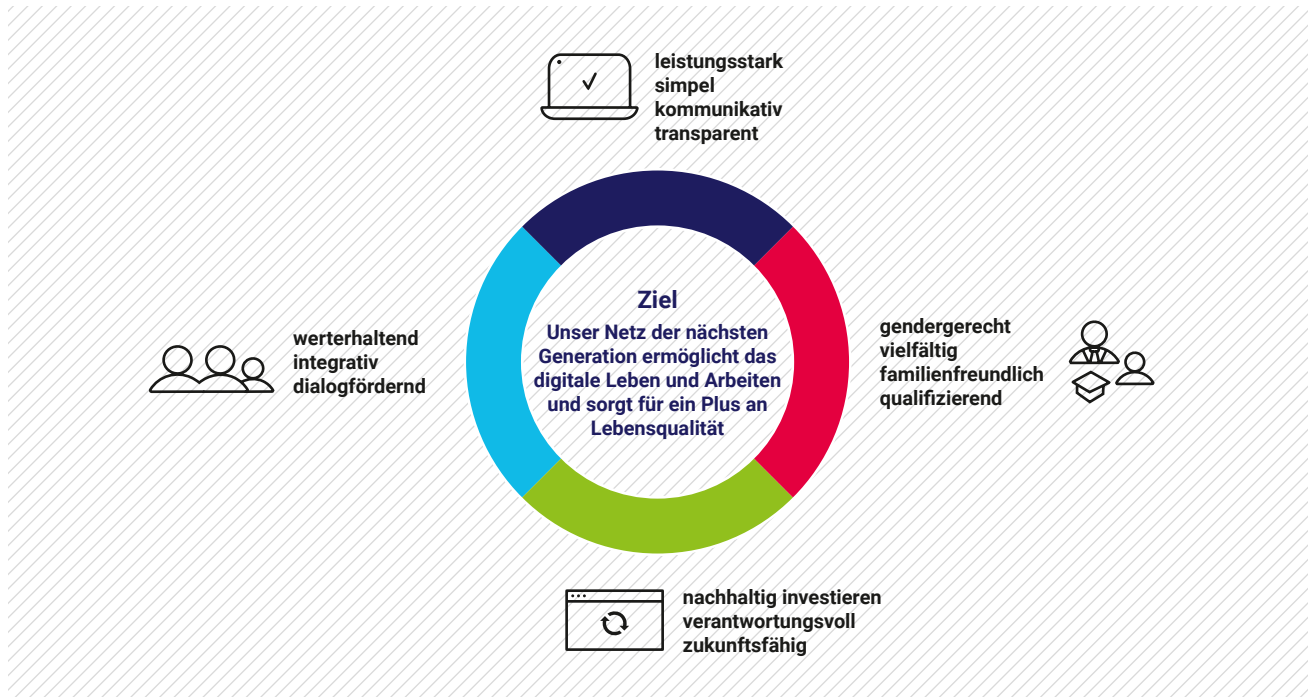 leistungsstark
simpel
kommunikativ
transparent
Ziel
Unser Netz der nächsten
Generation ermöglicht das
digitale Leben und Arbeiten
und sorgt für ein Plus an
Lebensqualität
werterhaltend
integrativ
dialogfördernd
gendergerecht
vielfältig
familienfreundlich
qualifizierend
nachhaltig investieren
verantwortungsvoll
zukunftsfähig